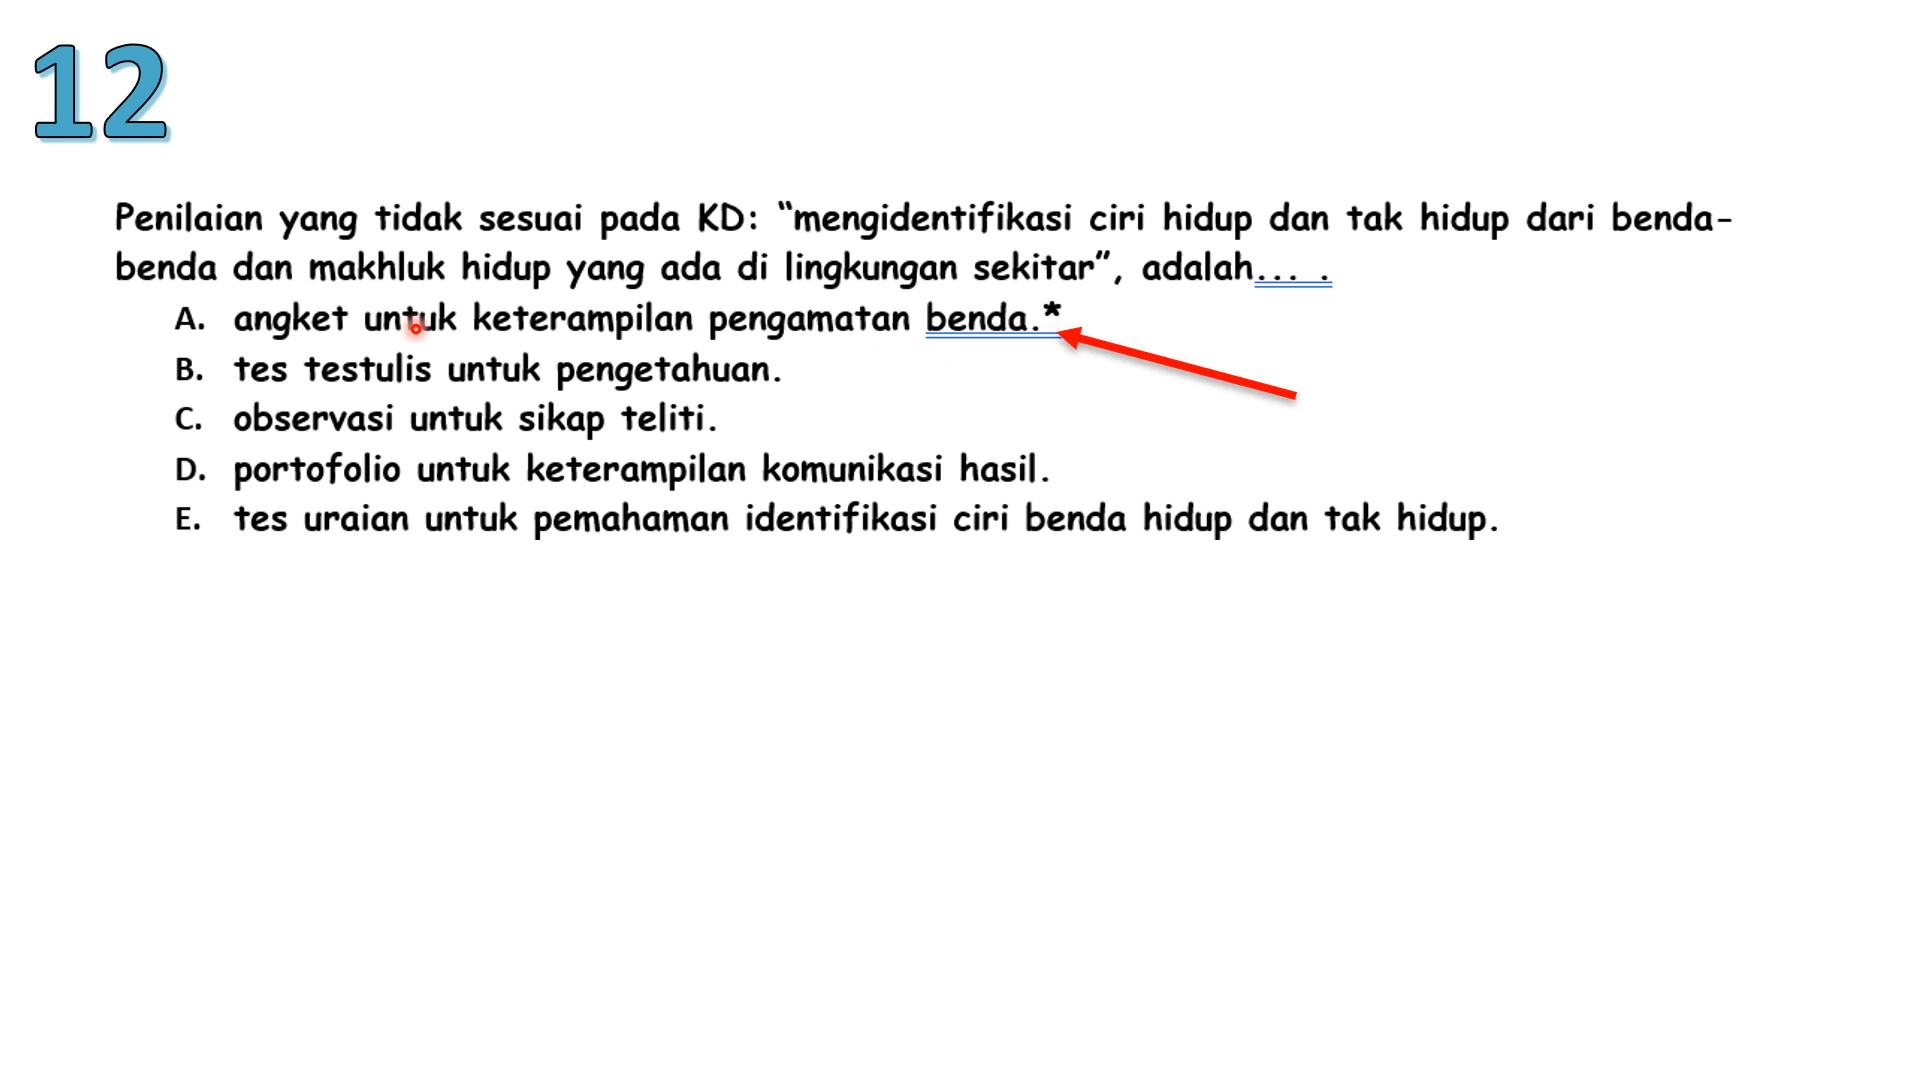 12
Penilaian yang tidak sesuai pada KD: “mengidentifikasi ciri hidup dan tak hidup dari benda-
benda dan makhluk hidup yang ada di lingkungan sekitar”, adalah... .
A. angket untuk keterampilan pengamatan benda.*
B. tes testulis untuk pengetahuan.
C. observasi untuk sikap teliti.
D. portofolio untuk keterampilan komunikasi hasil.
E. tes uraian untuk pemahaman identifikasi ciri benda hidup dan tak hidup.